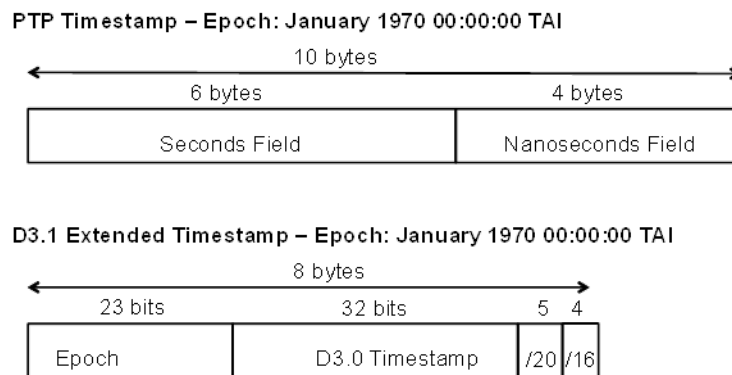 PTP Timestamp – Epoch: January 1970 00:00:00 TAI
10 bytes
6 bytes 4 bytes
Seconds Field Nanoseconds Field
D3.1 Extended Timestamp – Epoch: January 1970 00:00:00 TAI
8 bytes
23 bits 32 bits 5 4
Epoch D3.0 Timestamp /20 /16